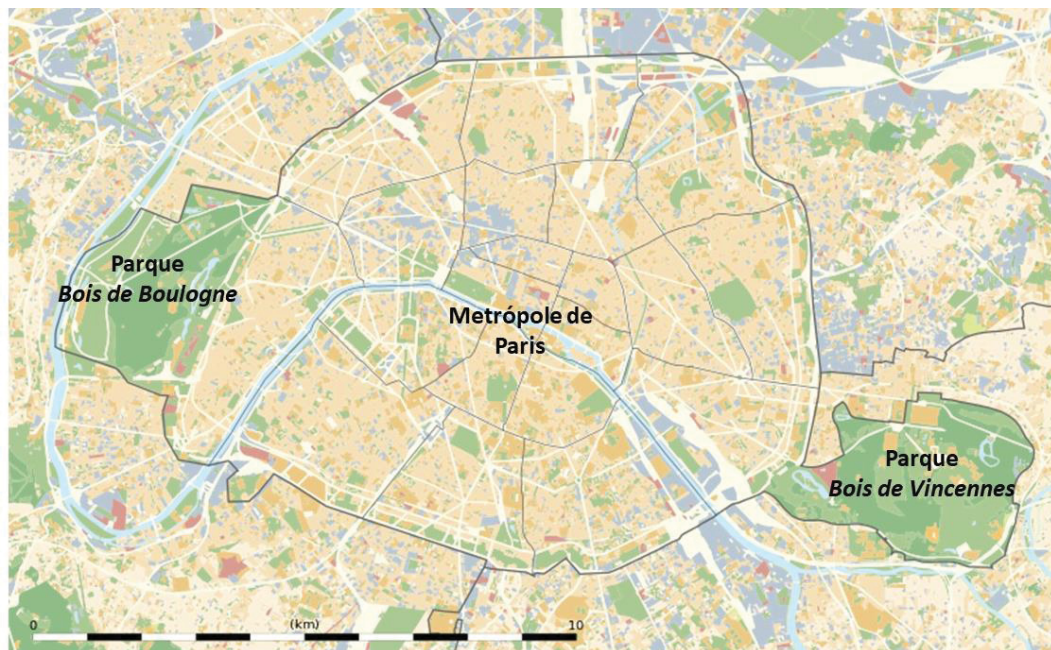 Parque
Bois de Boulogne
Metrópole de
Paris
Parque
Bois de Vincennes
0 (km) 10